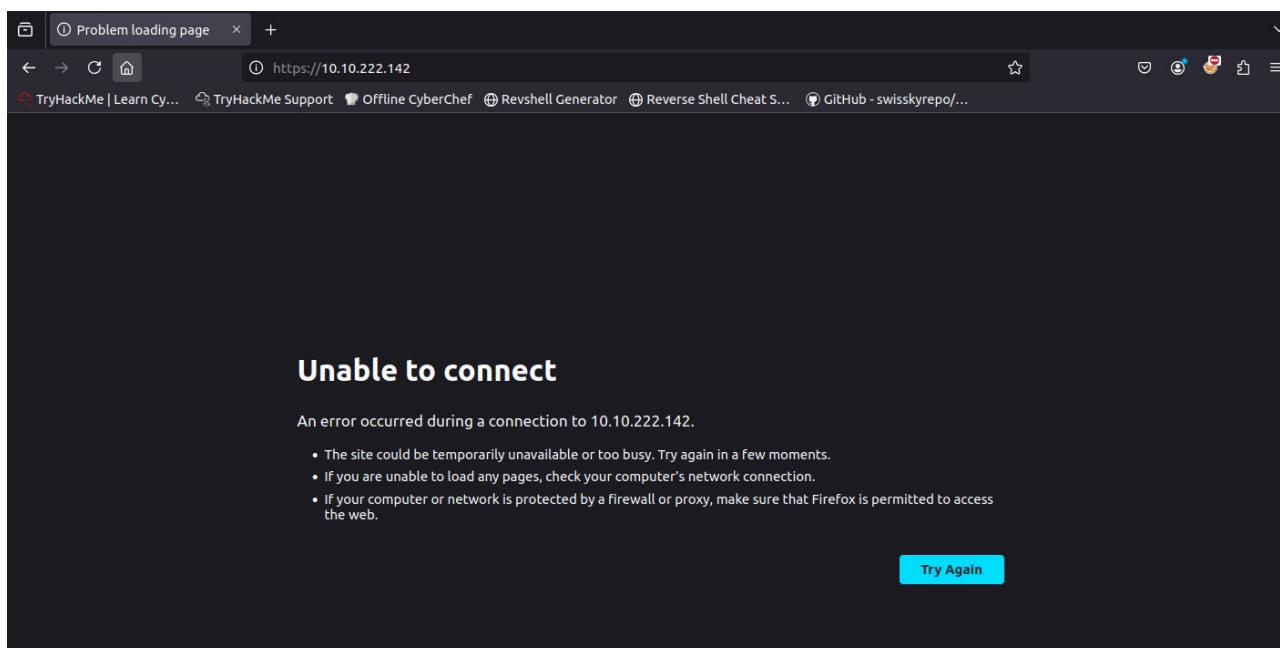 Problem loading page
https://10.10.222.142
TryHackMe | Learn Cy... TryHackMe Support Offline CyberChef Revshell Generator Reverse Shell Cheat S... GitHub - swisskyrepo/...
Unable to connect
An error occurred during a connection to 10.10.222.142.
• The site could be temporarily unavailable or too busy. Try again in a few moments.
• If you are unable to load any pages, check your computer's network connection.
• If your computer or network is protected by a firewall or proxy, make sure that Firefox is permitted to access
the web.
Try Again